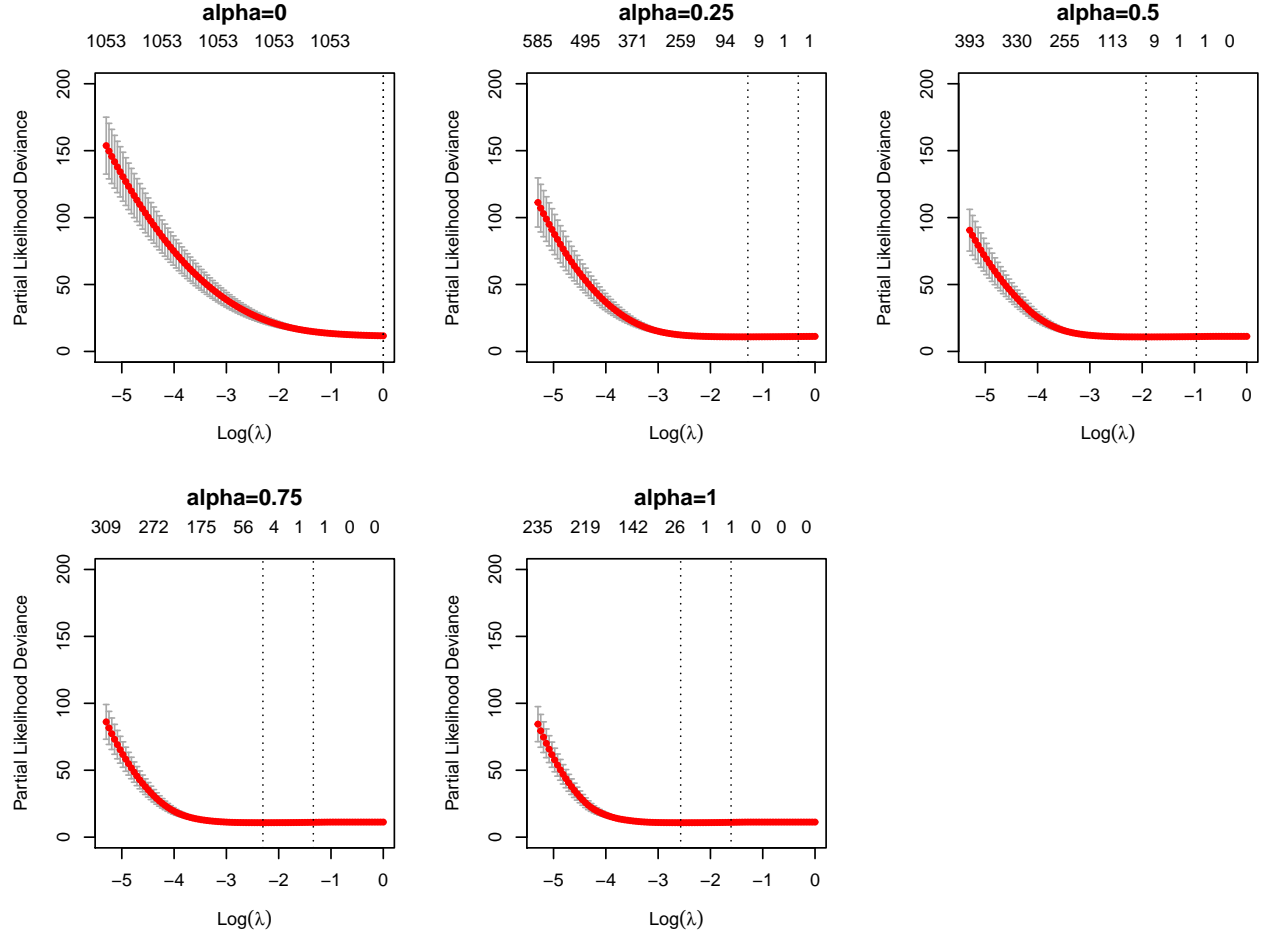 alpha=0
1053 1053 1053 1053 1053
Partial Likelihood Deviance
200
150
100
50
0
−5 −4 −3 −2 −1 0
Log(λ)
alpha=0.25
585 495 371 259 94 9 1 1
Partial Likelihood Deviance
200
150
100
50
0
−5 −4 −3 −2 −1 0
Log(λ)
alpha=0.5
393 330 255 113 9 1 1 0
Partial Likelihood Deviance
200
150
100
50
0
−5 −4 −3 −2 −1 0
Log(λ)
alpha=0.75
309 272 175 56 4 1 1 0 0
Partial Likelihood Deviance
200
150
100
50
0
−5 −4 −3 −2 −1 0
Log(λ)
alpha=1
235 219 142 26 1 1 0 0 0
Partial Likelihood Deviance
200
150
100
50
0
−5 −4 −3 −2 −1 0
Log(λ)